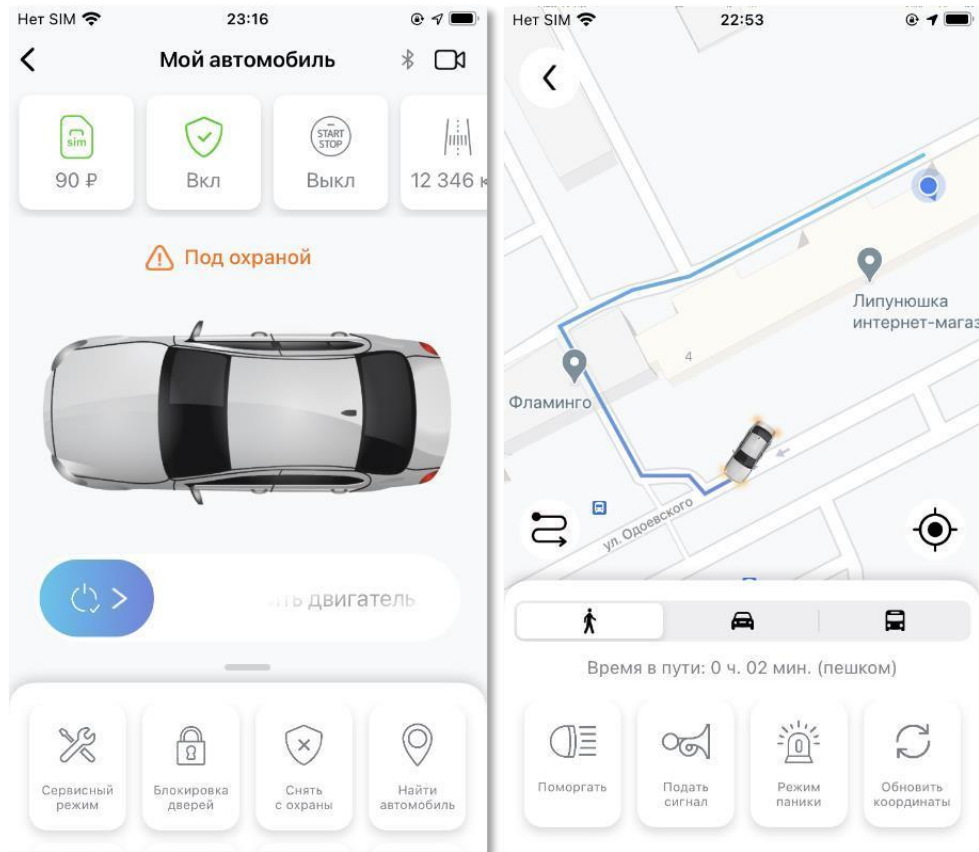 Нет SIM
23:16
Мой автомобиль
sim
START
STOP
90 ₽
Вкл
Выкл
12 346
Под охраной
двигатель
Сервисный
режим
Блокировка
дверей
Снять
с охраны
Найти
автомобиль
Нет SIM
22:53
Липунюшка
интернет-магаз
4
Фламинго
ул. Одоевского
Время в пути: 0 ч. 02 мин. (пешком)
Поморгать
Подать
сигнал
Режим
паники
Обновить
координаты